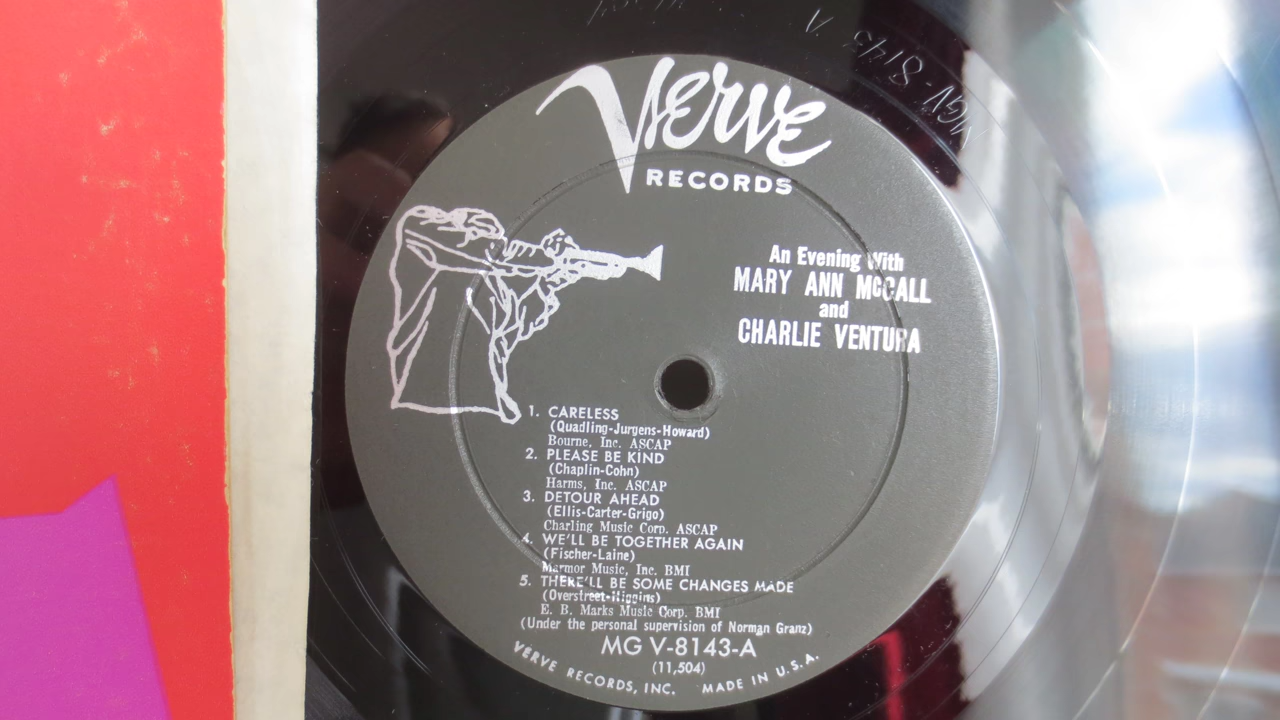 MGV-8143 A
VERVE
RECORDS
An Evening With
MARY ANN McCALL
and
CHARLIE VENTURA
1. CARELESS
(Quadling-Jurgens-Howard)
Bourne, Inc. ASCAP
2. PLEASE BE KIND
(Chaplin-Cohn)
Harms, Inc. ASCAP
3. DETOUR AHEAD
(Ellis-Carter-Grigo)
Charling Music Corp. ASCAP
4. WE'LL BE TOGETHER AGAIN
(Fischer-Laine)
Marmor Music, Inc. BMI
5. THERE'LL BE SOME CHANGES MADE
(Overstreet-Higgins)
E. B. Marks Music Corp. BMI
(Under the personal supervision of Norman Granz)
MG V-8143-A
(11,504)
VERVE RECORDS, INC. MADE IN U.S.A.